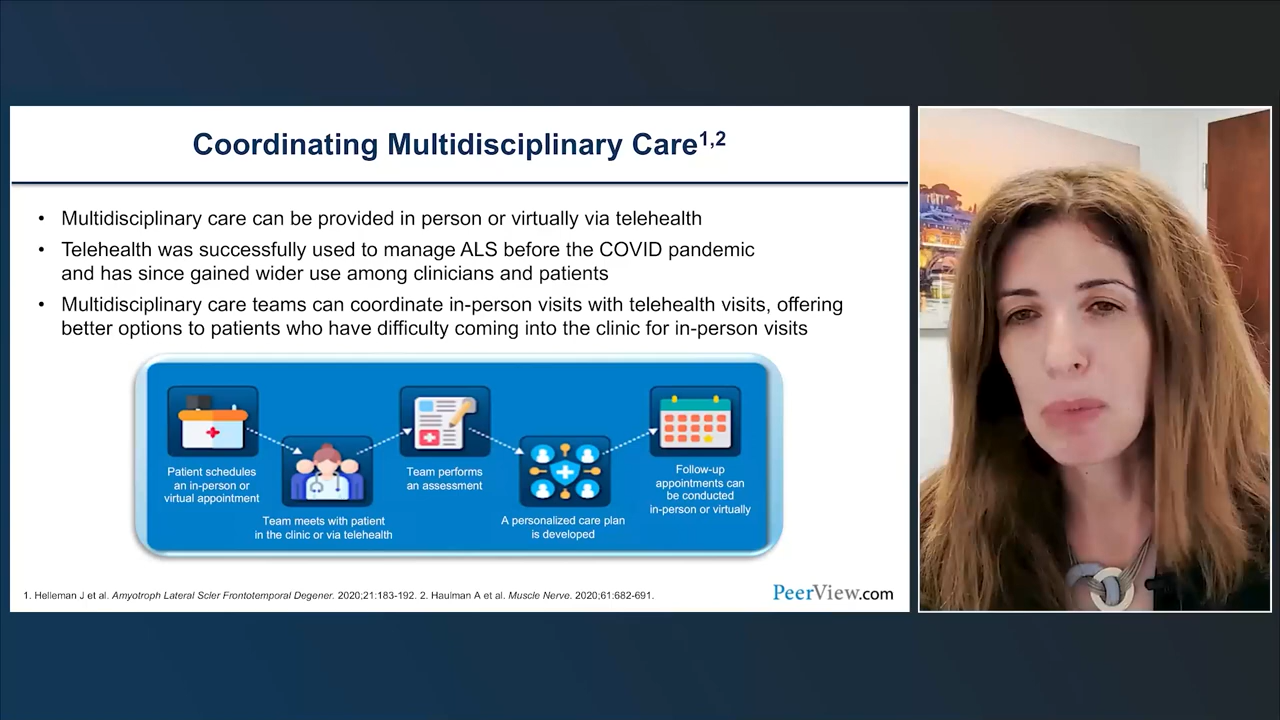 Coordinating Multidisciplinary Care1,2
• Multidisciplinary care can be provided in person or virtually via telehealth
• Telehealth was successfully used to manage ALS before the COVID pandemic
and has since gained wider use among clinicians and patients
• Multidisciplinary care teams can coordinate in-person visits with telehealth visits, offering
better options to patients who have difficulty coming into the clinic for in-person visits
Patient schedules
an in-person or
virtual appointment
Team meets with patient
in the clinic or via telehealth
Team performs
an assessment
A personalized care plan
is developed
Follow-up
appointments can
be conducted
in-person or virtually
1. Helleman J et al. Amyotroph Lateral Scler Frontotemporal Degener. 2020;21:183-192. 2. Haulman A et al. Muscle Nerve. 2020;61:682-691.
PeerView.com